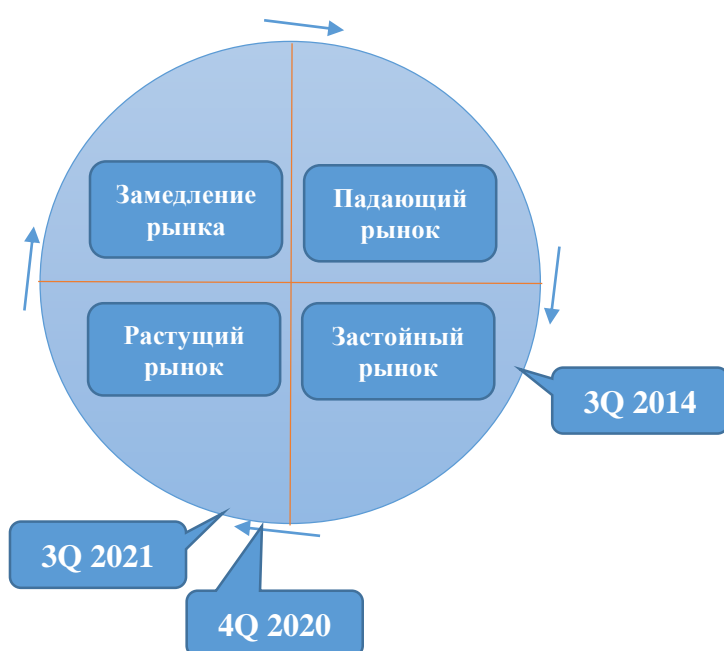 Замедление
рынка
Падающий
рынок
Растущий
рынок
Застойный
рынок
3Q 2014
3Q 2021
4Q 2020